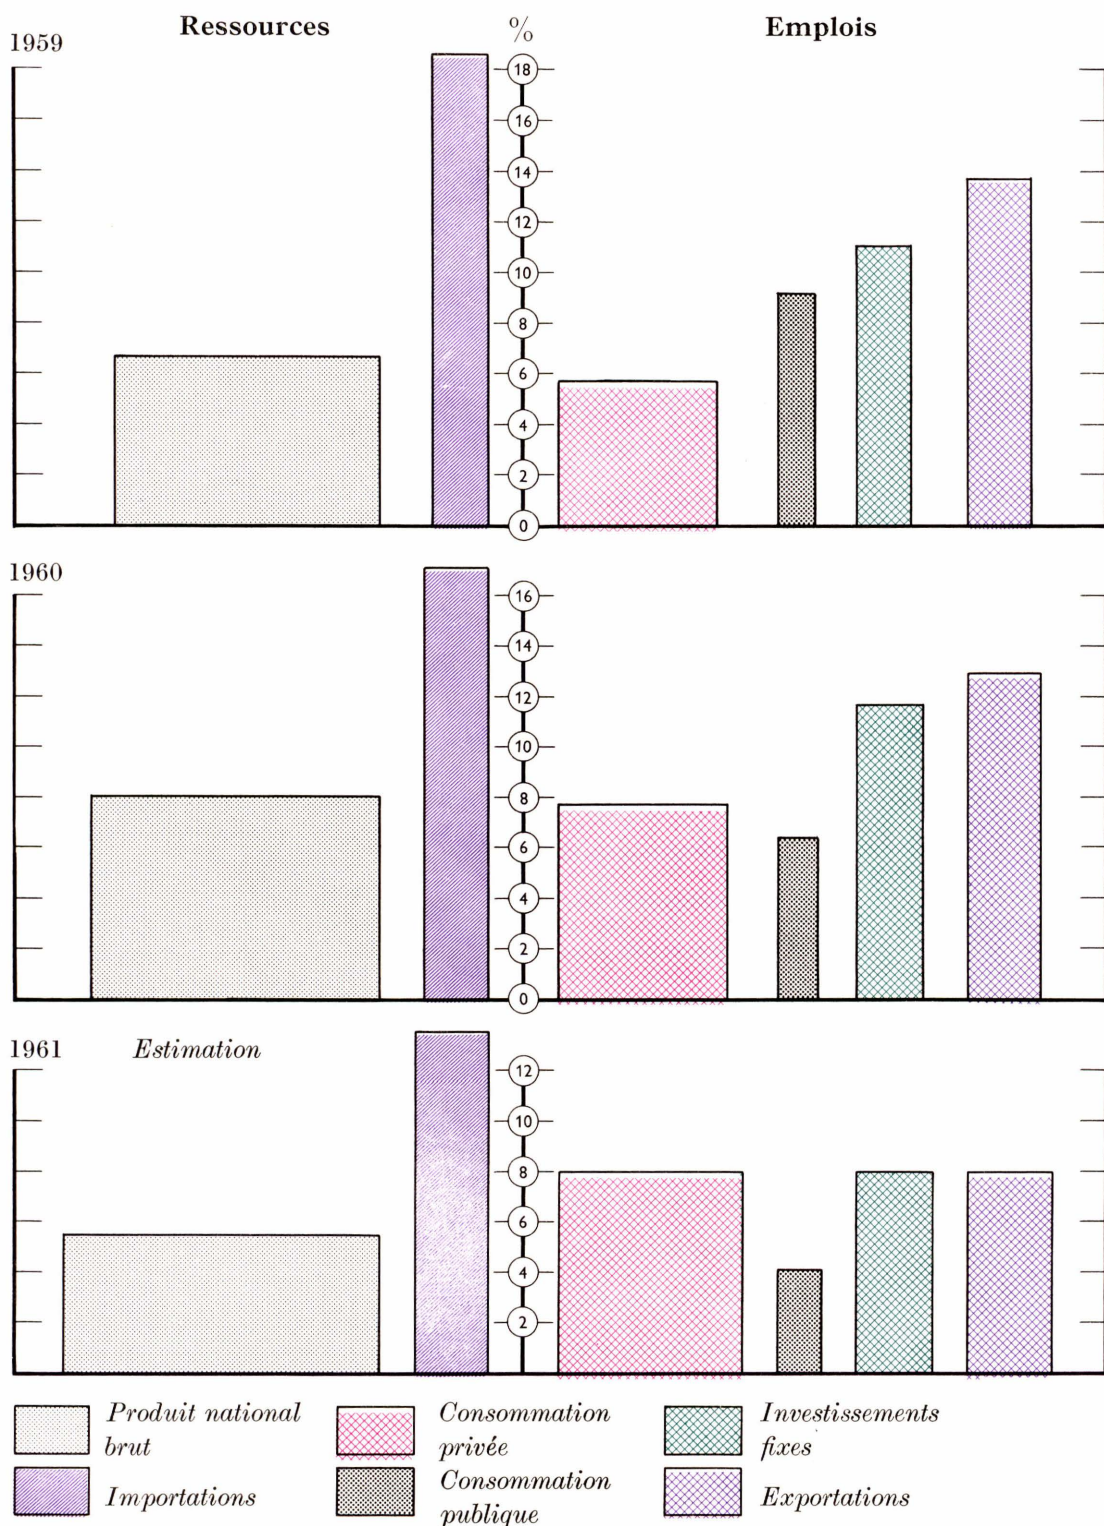 Ressources
%
Emplois
1959
18
16
14
12
10
8
6
4
2
0
1960
16
14
12
10
8
6
4
2
0
1961
Estimation
12
10
8
6
4
2
Produit national
brut
Consommation
privée
Investissements
fixes
Importations
Consommation
publique
Exportations